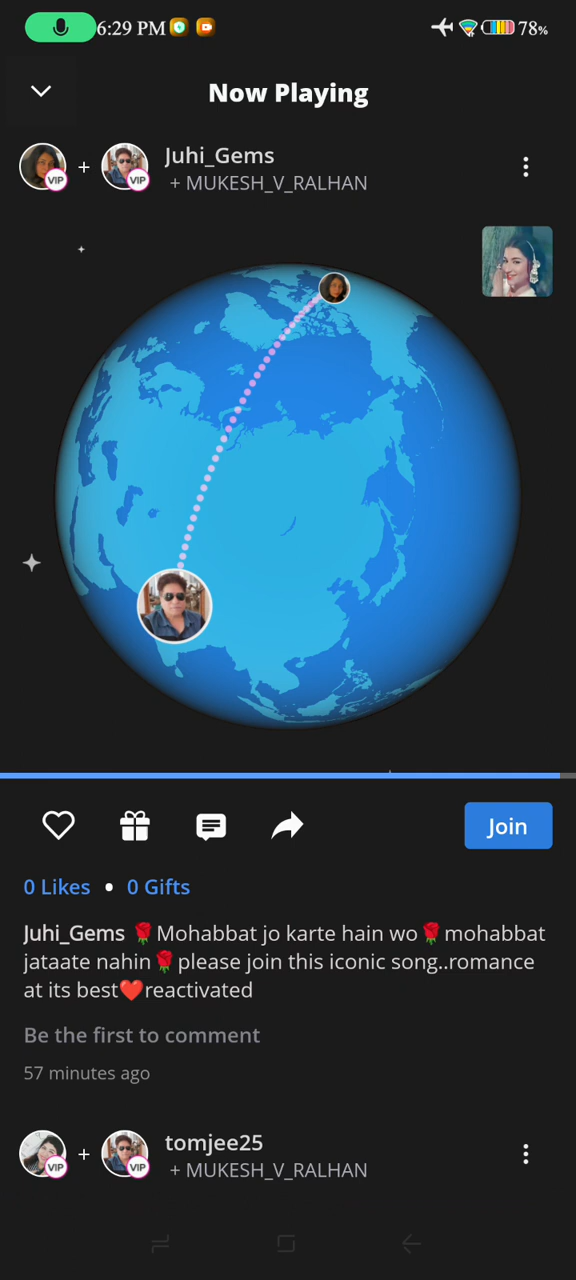 6:29 PM 78%
Now Playing
Juhi_Gems
+ MUKESH_V_RALHAN
VIP + VIP
Join
0 Likes • 0 Gifts
Juhi_Gems 🌹Mohabbat jo karte hain wo🌹mohabbat
jataate nahin🌹please join this iconic song..romance
at its best❤️reactivated
Be the first to comment
57 minutes ago
tomjee25
+ MUKESH_V_RALHAN
VIP + VIP